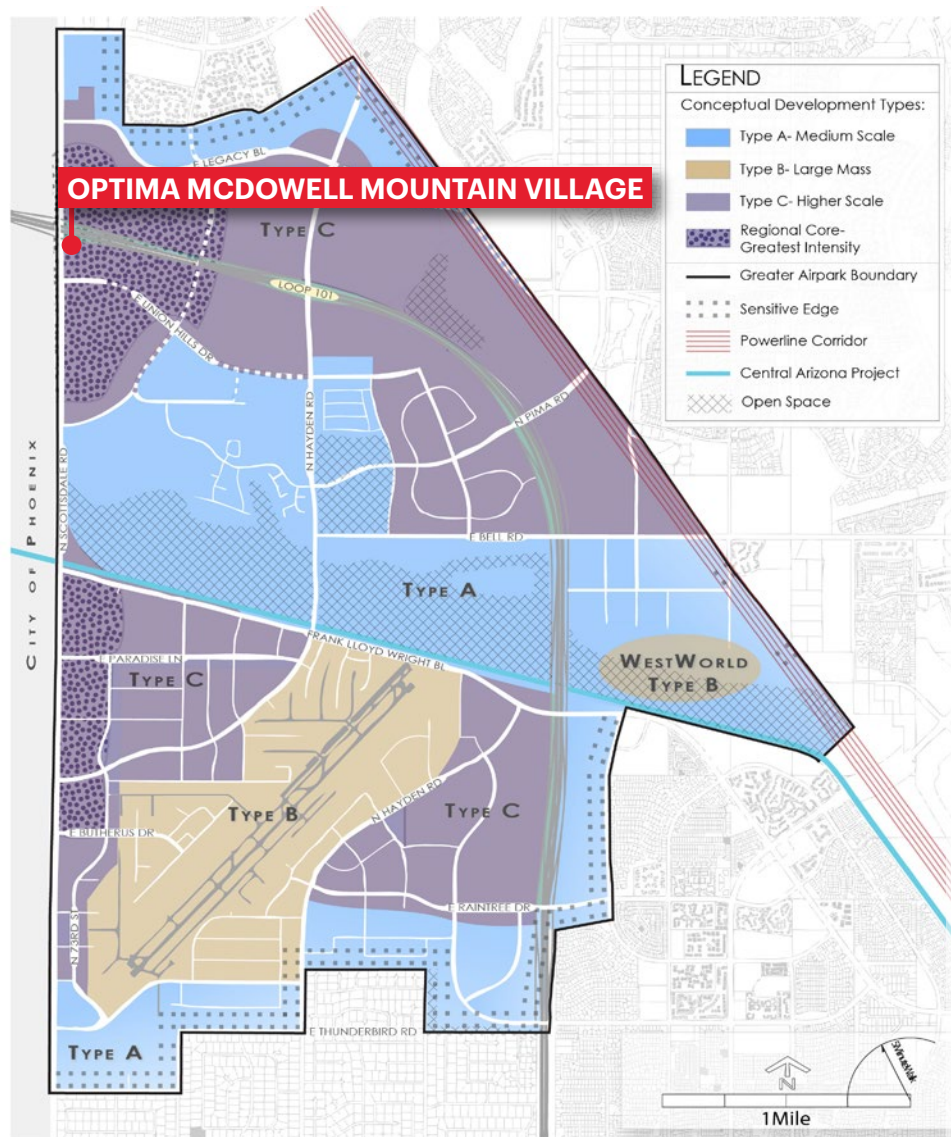 LEGEND
Conceptual Development Types:
Type A- Medium Scale
Type B- Large Mass
Type C- Higher Scale
Regional Core-
Greatest Intensity
Greater Airpark Boundary
Sensitive Edge
Powerline Corridor
Central Arizona Project
Open Space
E LEGACY BL
OPTIMA MCDOWELL MOUNTAIN VILLAGE
TYPE C
LOOP 101
E UNION HILLS DR
N HAYDEN RD
N PIMA RD
CITY OF PHOENIX
N SCOTTSDALE RD
E BELL RD
TYPE A
FRANK LLOYD WRIGHT BL
E PARADISE LN
TYPE C
WESTWORLD
TYPE B
N HAYDEN RD
TYPE B
TYPE C
E BUTHERUS DR
E RAINTREE DR
N 73RD ST
E THUNDERBIRD RD
TYPE A
N
5 Minute Walk
1Mile